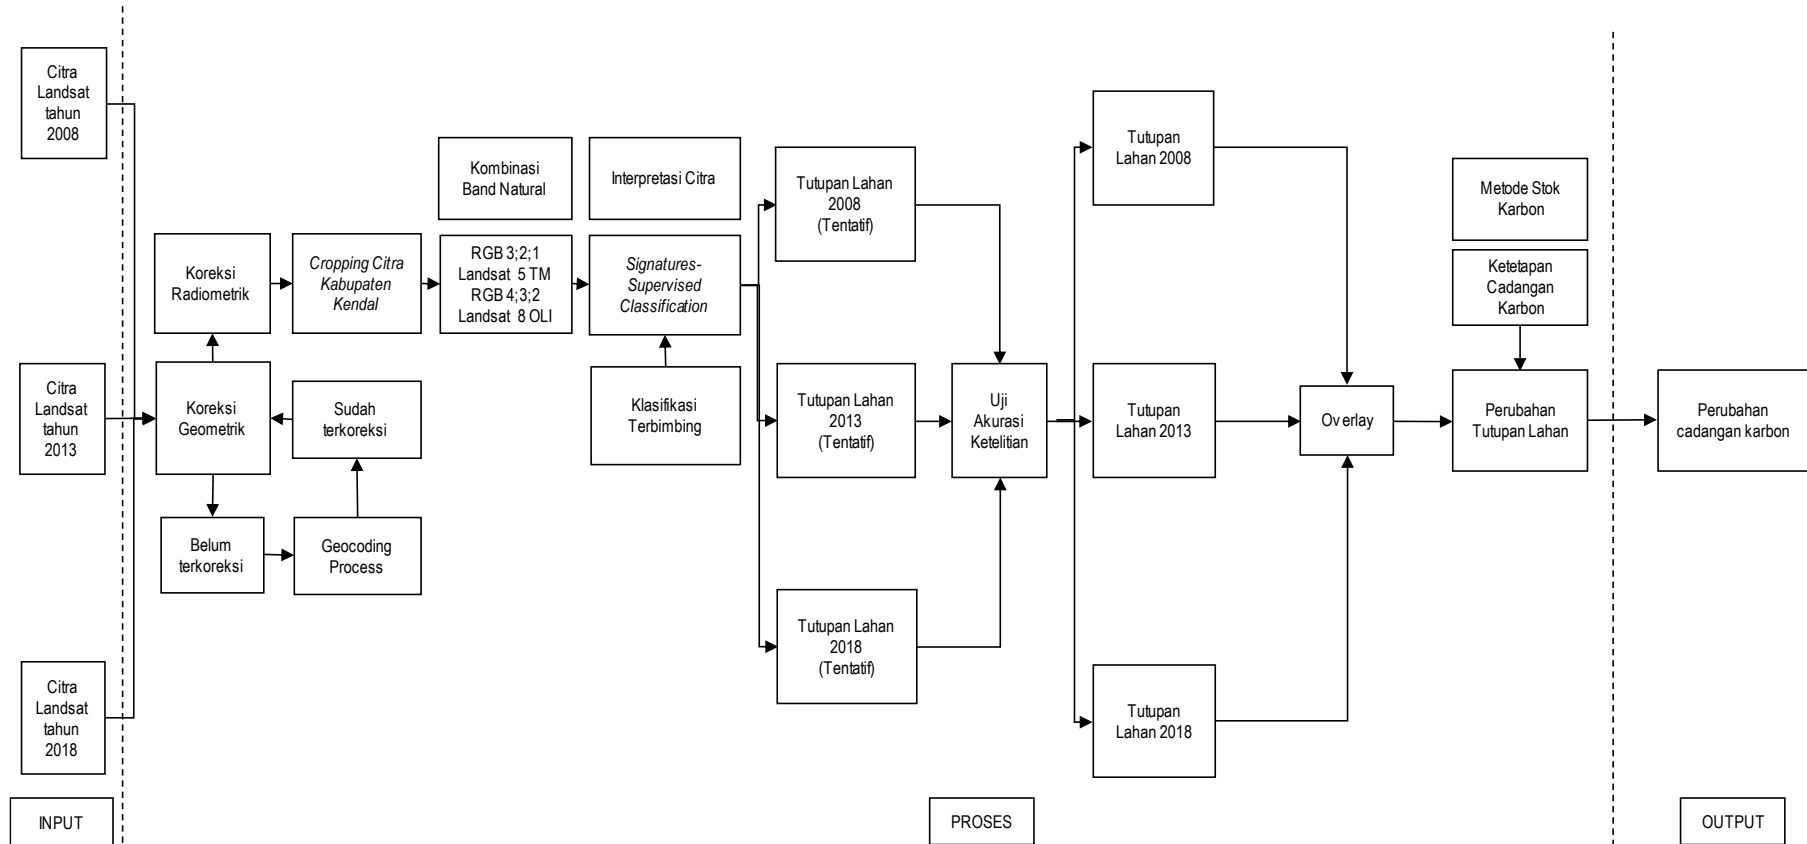 Citra
Landsat
tahun
2008
Citra
Landsat
tahun
2013
Citra
Landsat
tahun
2018
INPUT
Koreksi
Radiometrik
Koreksi
Geometrik
Belum
terkoreksi
Geocoding
Process
Sudah
terkoreksi
Cropping Citra
Kabupaten
Kendal
Kombinasi
Band Natural
RGB 3;2;1
Landsat 5 TM
RGB 4;3;2
Landsat 8 OLI
Interpretasi Citra
Signatures-
Supervised
Classification
Klasifikasi
Terbimbing
Tutupan Lahan
2008
(Tentatif)
Tutupan Lahan
2013
(Tentatif)
Tutupan Lahan
2018
(Tentatif)
Uji
Akurasi
Ketelitian
PROSES
Tutupan
Lahan 2008
Tutupan
Lahan 2013
Tutupan
Lahan 2018
Overlay
Metode Stok
Karbon
Ketetapan
Cadangan
Karbon
Perubahan
Tutupan Lahan
Perubahan
cadangan karbon
OUTPUT